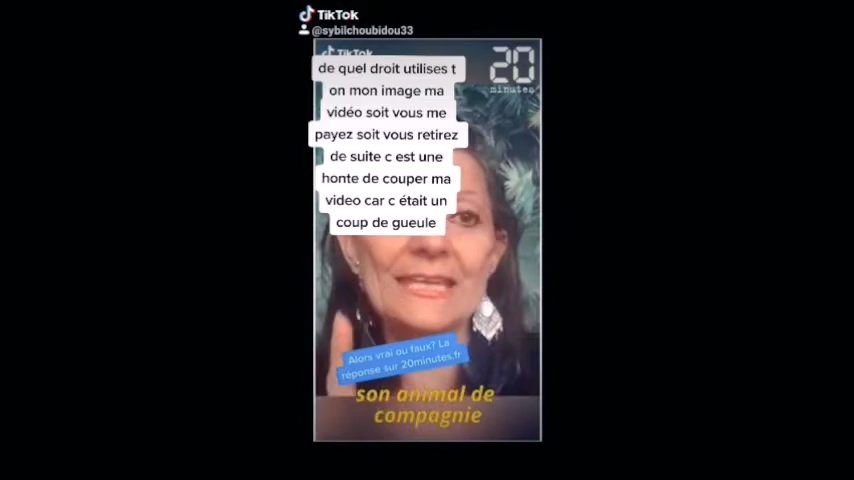 TikTok
@sybilchoubidou33
TikTok
20
minutes
de quel droit utilises t
on mon image ma
vidéo soit vous me
payez soit vous retirez
de suite c est une
honte de couper ma
video car c était un
coup de gueule
Alors vrai ou faux? La
réponse sur 20minutes.fr
son animal de
compagnie